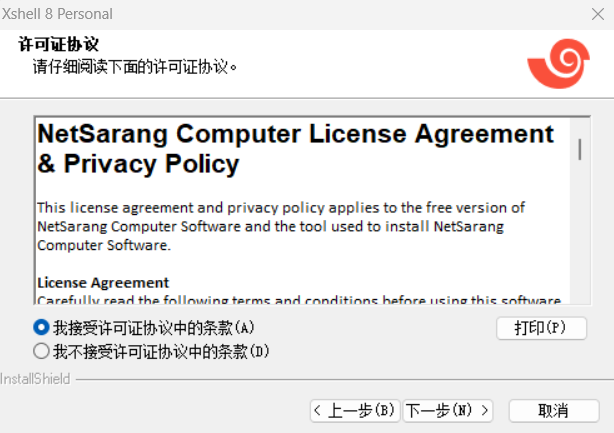 Xshell 8 Personal
许可证协议
请仔细阅读下面的许可证协议。
NetSarang Computer License Agreement
& Privacy Policy
This license agreement and privacy policy applies to the free version of
NetSarang Computer Software and the tool used to install NetSarang
Computer Software.
License Agreement
Carefully read the following terms and conditions before using this software
我接受许可证协议中的条款(A)
打印(P)
我不接受许可证协议中的条款(D)
InstallShield
< 上一步(B)
下一步(N) >
取消